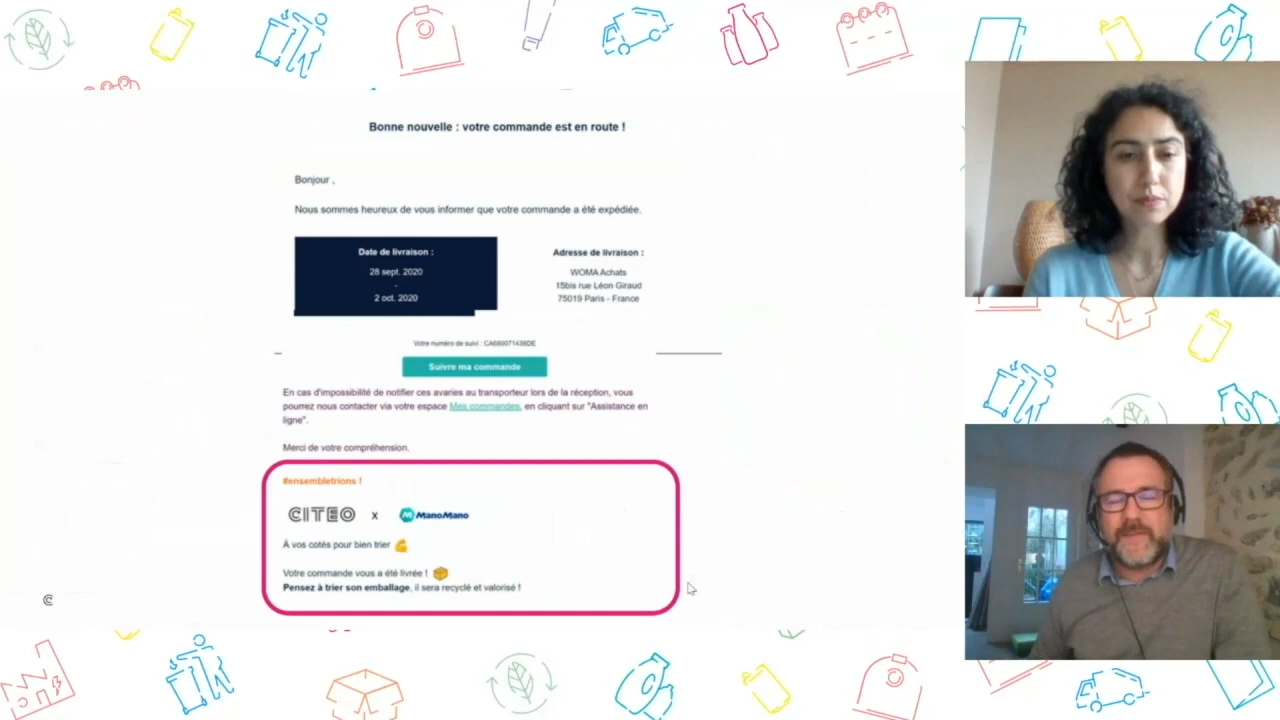 Bonne nouvelle : votre commande est en route !
Bonjour ,
Nous sommes heureux de vous informer que votre commande a été expédiée.
Date de livraison :
28 sept. 2020
-
2 oct. 2020
Adresse de livraison :
WOMA Achats
15bis rue Léon Giraud
75019 Paris - France
Votre numéro de suivi : CA680071438DE
Suivre ma commande
En cas d'impossibilité de notifier ces avaries au transporteur lors de la réception, vous
pourrez nous contacter via votre espace Mes commandes, en cliquant sur "Assistance en
ligne".
Merci de votre compréhension.
#ensembletrions !
CITEO x ManoMano
À vos cotés pour bien trier
Votre commande vous a été livrée !
Pensez à trier son emballage, il sera recyclé et valorisé !